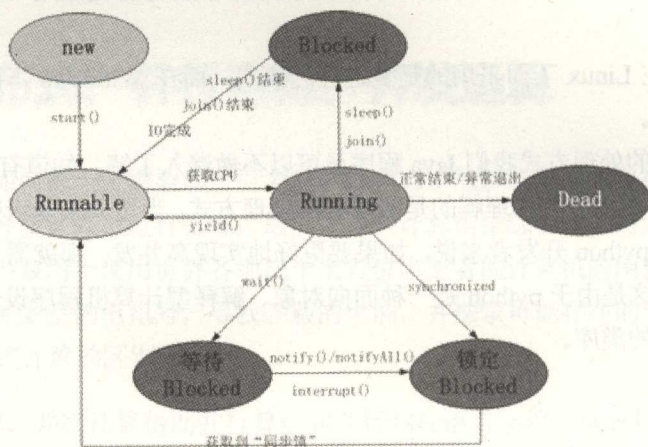 new
Blocked
sleep()结束
join()结束
IO完成
start()
sleep()
join()
获取CPU
正常结束/异常退出
Runnable
Running
Dead
yield()
wait()
synchronized
等待
Blocked
notify()/notifyAll()
interrupt()
锁定
Blocked
获取到“同步锁”